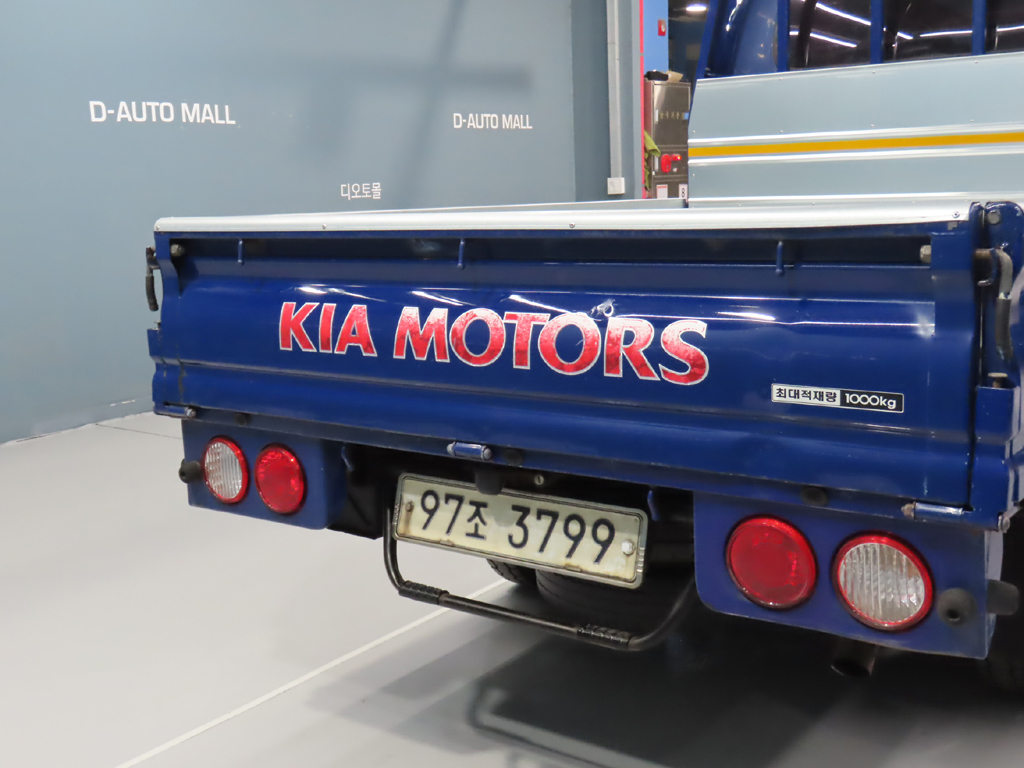 D-AUTO MALL
D-AUTO MALL
디오토몰
KIA MOTORS
최대적재량 1000kg
97조 3799